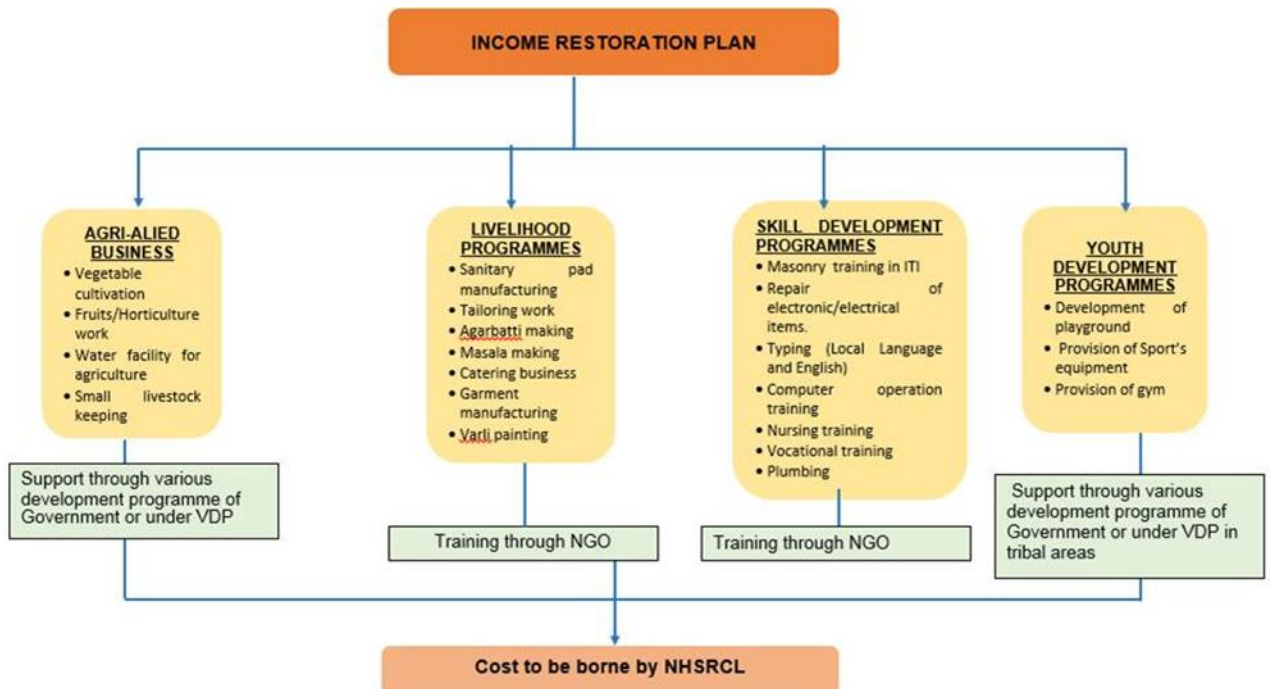 INCOME RESTORATION PLAN
AGRI-ALIED
BUSINESS
• Vegetable
cultivation
• Fruits/Horticulture
work
• Water facility for
agriculture
• Small livestock
keeping
Support through various
development programme of
Government or under VDP
LIVELIHOOD
PROGRAMMES
• Sanitary pad
manufacturing
• Tailoring work
• Agarbatti making
• Masala making
• Catering business
• Garment
manufacturing
• Varli painting
Training through NGO
SKILL DEVELOPMENT
PROGRAMMES
• Masonry training in ITI
• Repair of
electronic/electrical
items.
• Typing (Local Language
and English)
• Computer operation
training
• Nursing training
• Vocational training
• Plumbing
Training through NGO
YOUTH
DEVELOPMENT
PROGRAMMES
• Development of
playground
• Provision of Sport's
equipment
• Provision of gym
Support through various
development programme of
Government or under VDP in
tribal areas
Cost to be borne by NHSRCL